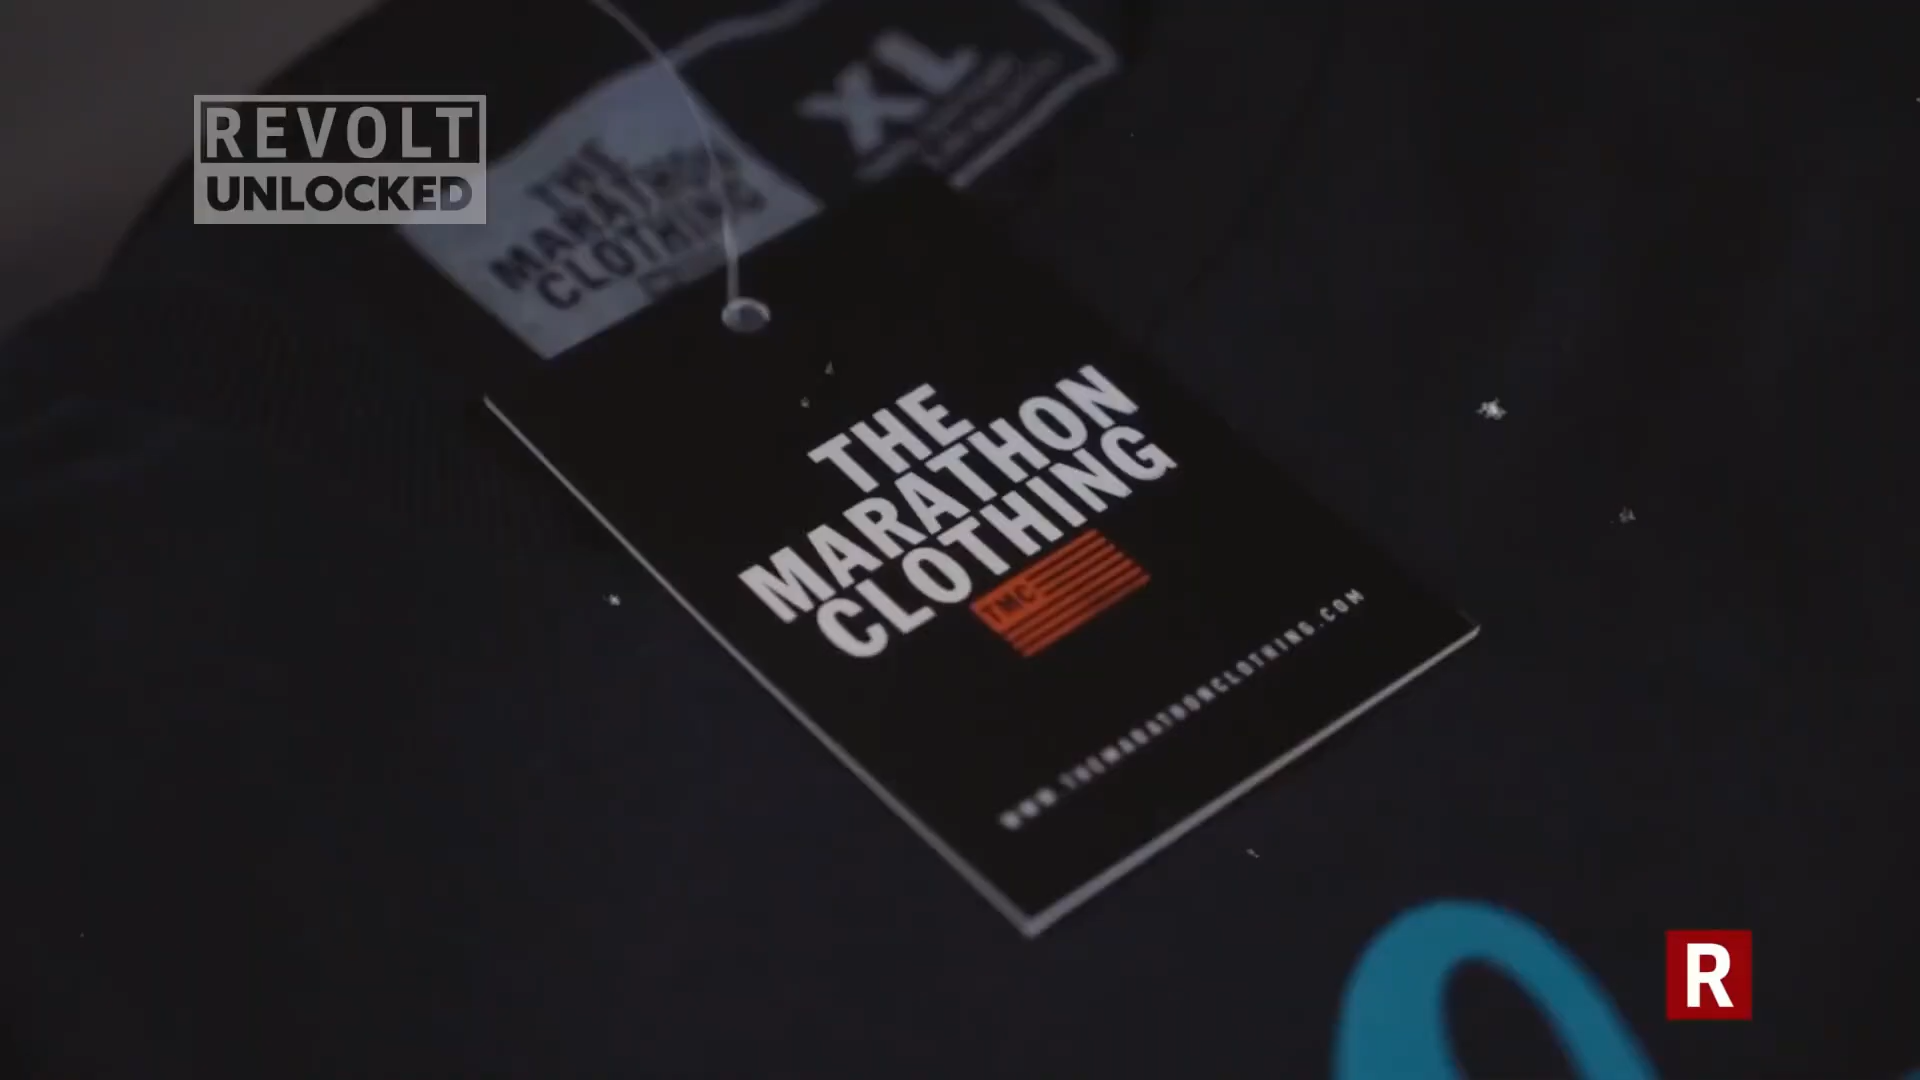 REVOLT
UNLOCKED
XL
THE
MARATHON
CLOTHING
THE
MARATHON
CLOTHING
TMC
WWW.THEMARATHONCLOTHING.COM
R